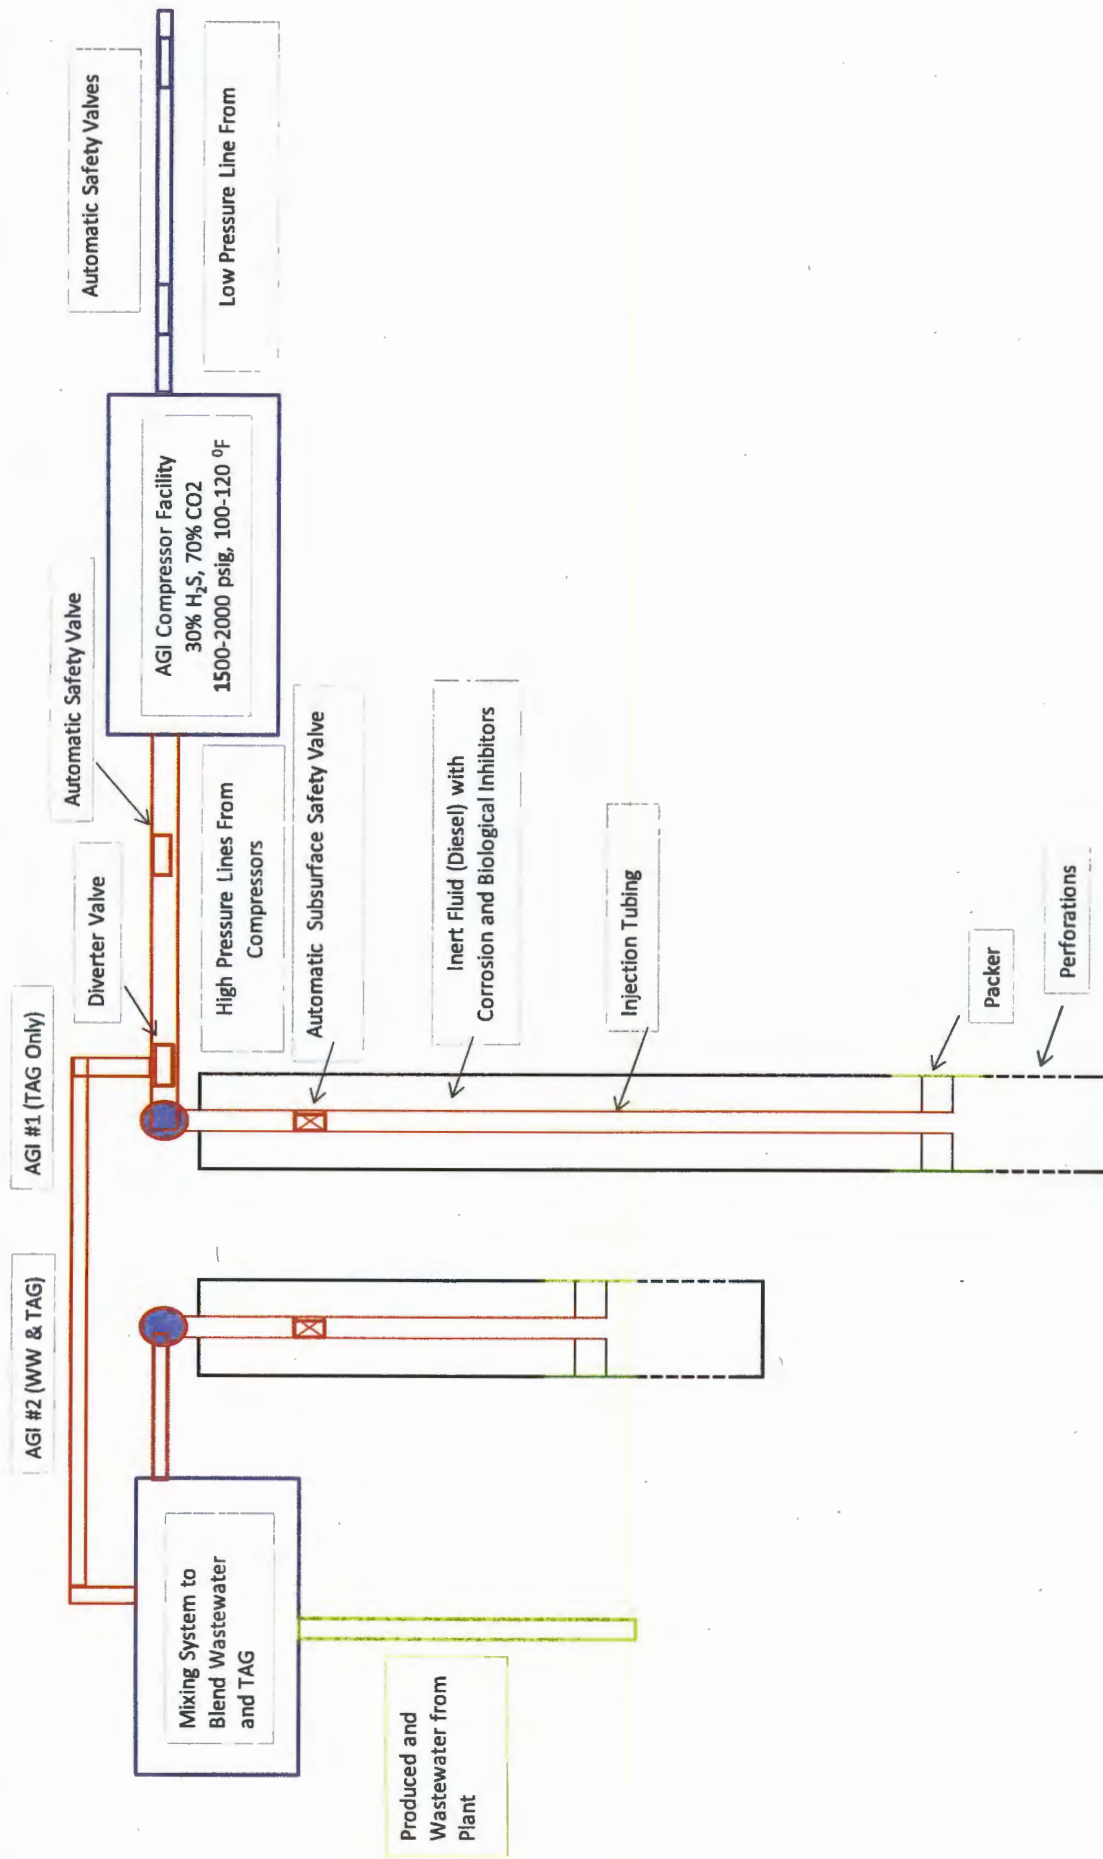 AGI #2 (WW & TAG)
AGI #1 (TAG Only)
Diverter Valve
Automatic Safety Valve
Automatic Safety Valves
Mixing System to
Blend Wastewater
and TAG
AGI Compressor Facility
30% H₂S, 70% CO2
1500-2000 psig, 100-120 ⁰F
High Pressure Lines From
Compressors
Low Pressure Line From
Automatic Subsurface Safety Valve
Produced and
Wastewater from
Plant
Inert Fluid (Diesel) with
Corrosion and Biological Inhibitors
Injection Tubing
Packer
Perforations